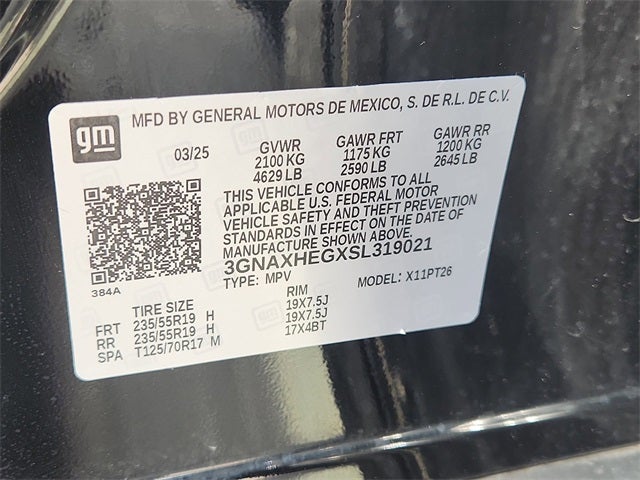 gm
MFD BY GENERAL MOTORS DE MEXICO, S. DE R.L. DE C.V.
03/25
GVWR
2100 KG
4629 LB
GAWR FRT
1175 KG
2590 LB
GAWR RR
1200 KG
2645 LB
THIS VEHICLE CONFORMS TO ALL
APPLICABLE U.S. FEDERAL MOTOR
VEHICLE SAFETY AND THEFT PREVENTION
STANDARDS IN EFFECT ON THE DATE OF
MANUFACTURE SHOWN ABOVE.
3GNAXHEGXSL319021
TYPE: MPV MODEL: X11PT26
384A
TIRE SIZE RIM
FRT 235/55R19 H 19X7.5J
RR 235/55R19 H 19X7.5J
SPA T125/70R17 M 17X4BT